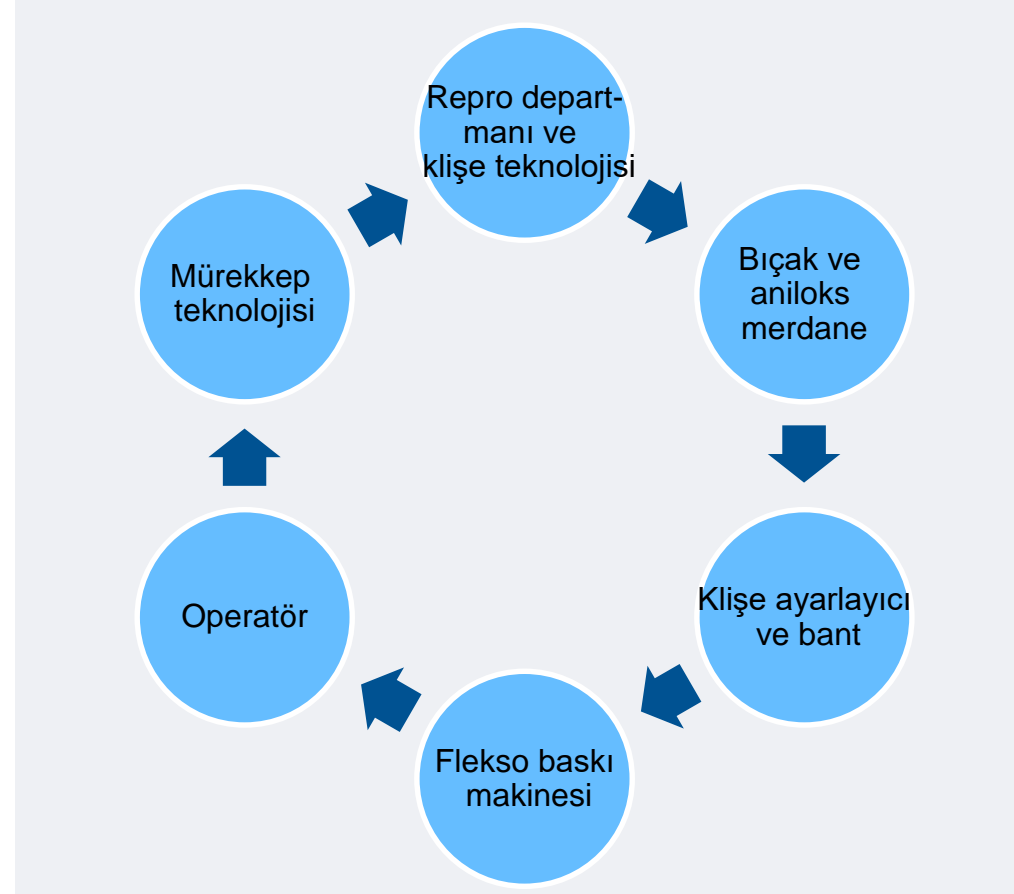 Repro depart-
manı ve
klişe teknolojisi
Bıçak ve
aniloks
merdane
Klişe ayarlayıcı
ve bant
Flekso baskı
makinesi
Operatör
Mürekkep
teknolojisi